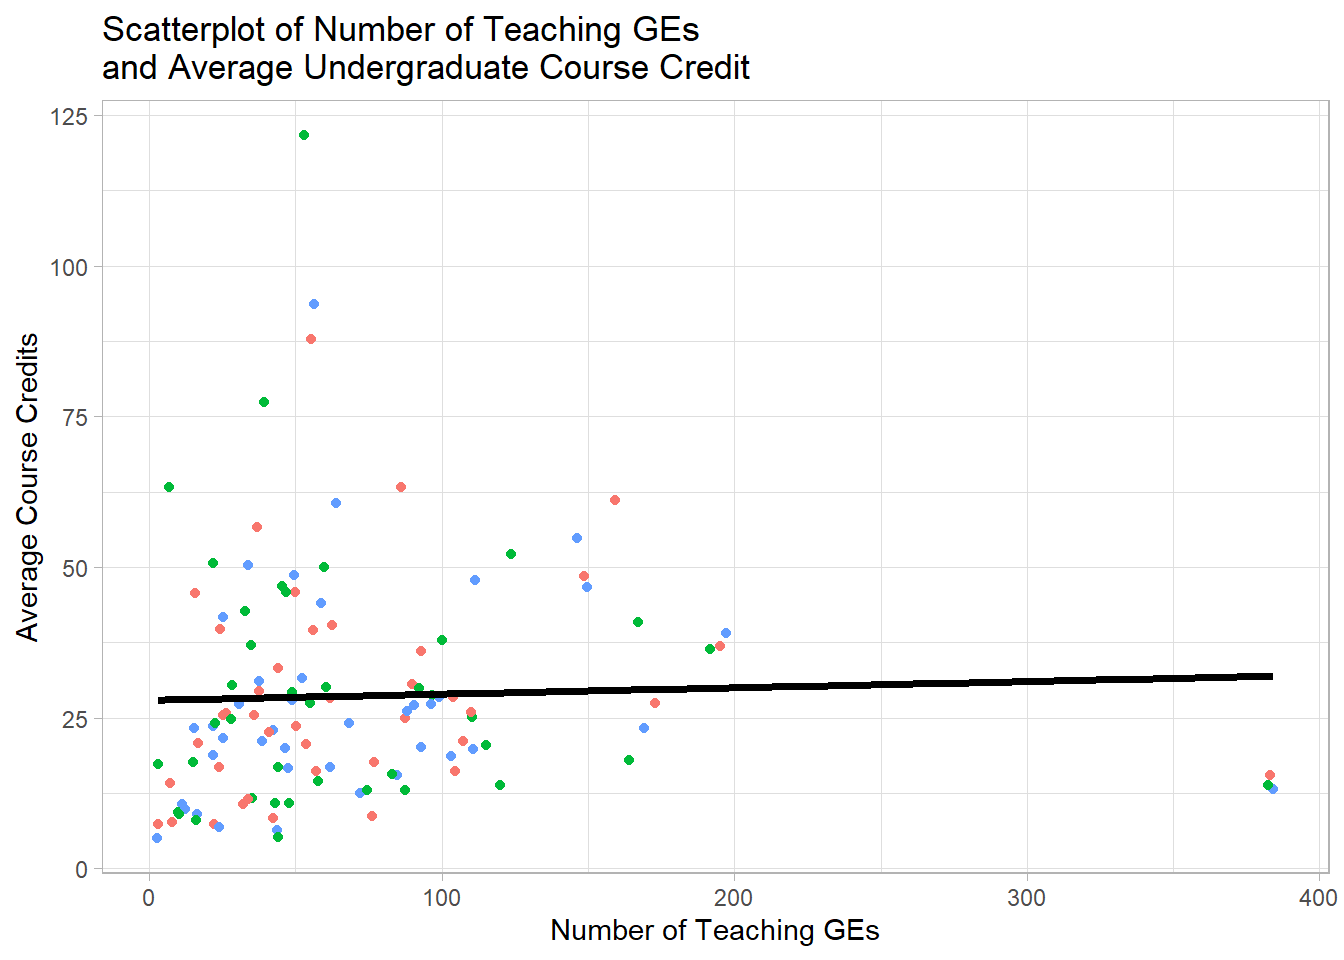 Scatterplot of Number of Teaching GEs
and Average Undergraduate Course Credit
125
100
75
50
25
0
Average Course Credits
0 100 200 300 400
Number of Teaching GEs